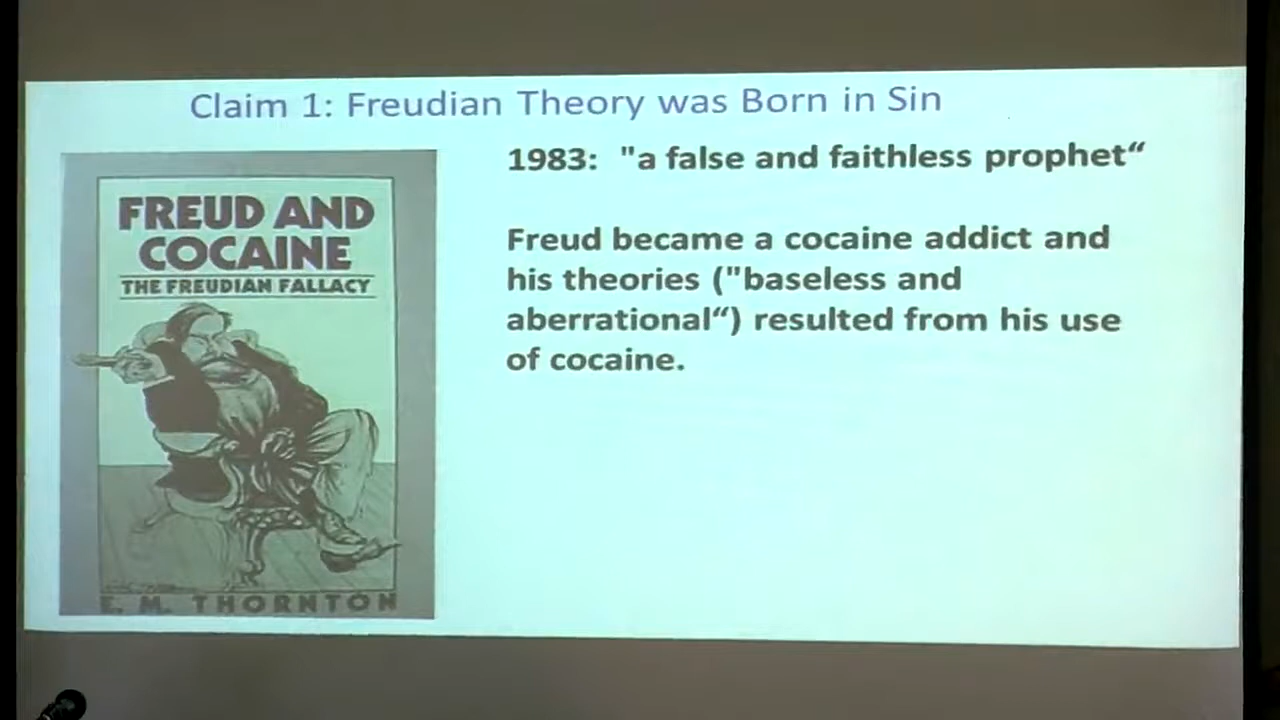 Claim 1: Freudian Theory was Born in Sin
FREUD AND
COCAINE
THE FREUDIAN FALLACY
E. M. THORNTON
1983: "a false and faithless prophet“
Freud became a cocaine addict and
his theories ("baseless and
aberrational“) resulted from his use
of cocaine.